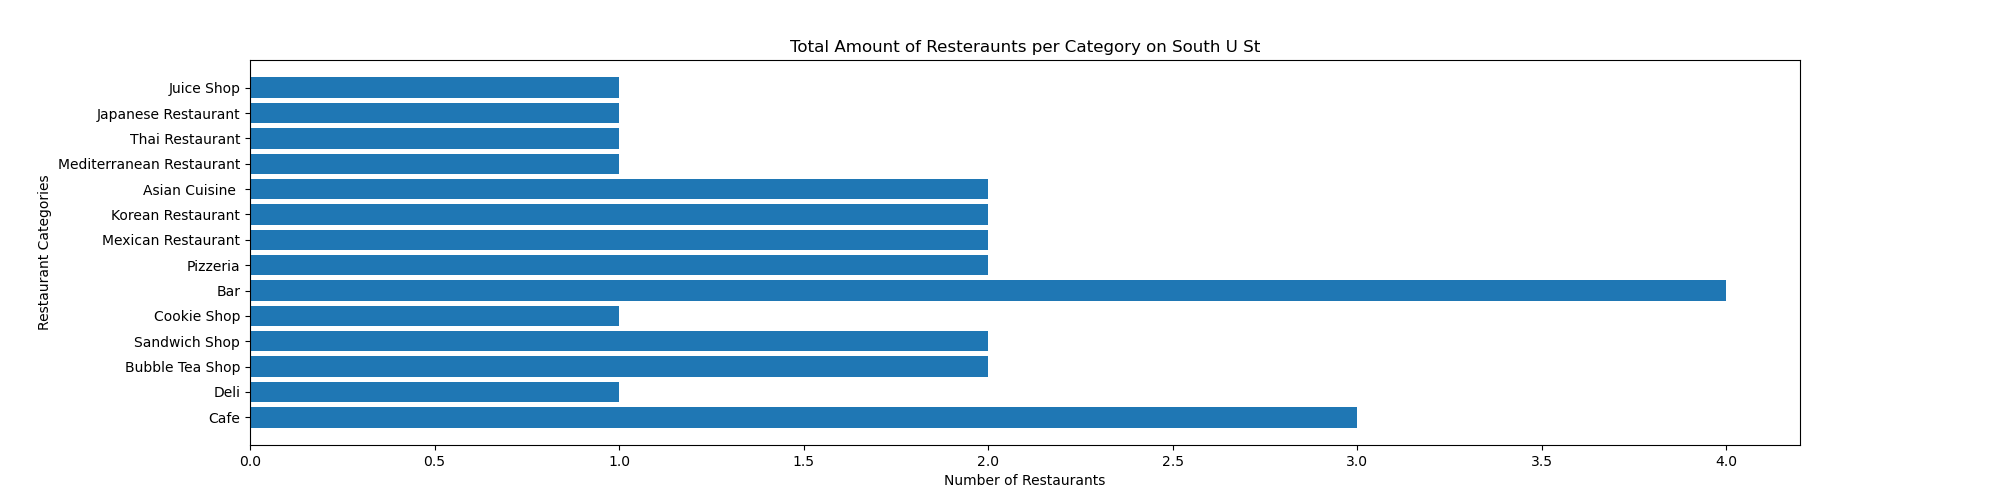 Total Amount of Resteraunts per Category on South U St
Restaurant Categories
Juice Shop
Japanese Restaurant
Thai Restaurant
Mediterranean Restaurant
Asian Cuisine
Korean Restaurant
Mexican Restaurant
Pizzeria
Bar
Cookie Shop
Sandwich Shop
Bubble Tea Shop
Deli
Cafe
0.0 0.5 1.0 1.5 2.0 2.5 3.0 3.5 4.0
Number of Restaurants